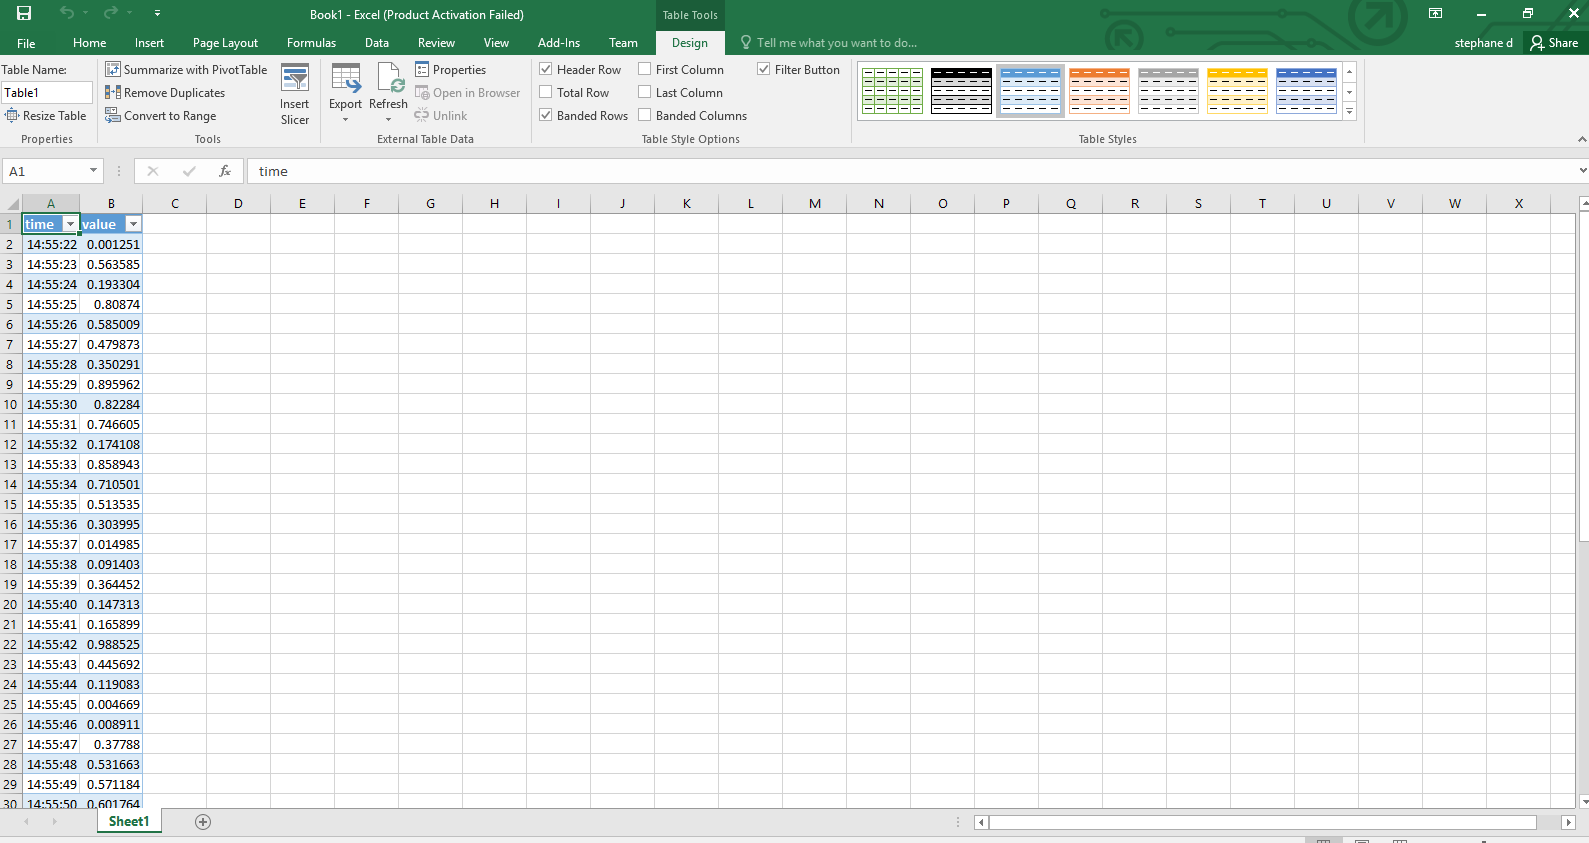 Book1 - Excel (Product Activation Failed)
Table Tools
File Home Insert Page Layout Formulas Data Review View Add-Ins Team Design Tell me what you want to do... stephane d Share
Table Name:
Table1
Resize Table
Properties
Summarize with PivotTable
Remove Duplicates
Convert to Range
Insert
Slicer
Tools
Export
Refresh
Properties
Open in Browser
Unlink
External Table Data
Header Row First Column Filter Button
Total Row Last Column
Banded Rows Banded Columns
Table Style Options
Table Styles
A1 fx time
A B C D E F G H I J K L M N O P Q R S T U V W X
1 time value
2 14:55:22 0.001251
3 14:55:23 0.563585
4 14:55:24 0.193304
5 14:55:25 0.80874
6 14:55:26 0.585009
7 14:55:27 0.479873
8 14:55:28 0.350291
9 14:55:29 0.895962
10 14:55:30 0.82284
11 14:55:31 0.746605
12 14:55:32 0.174108
13 14:55:33 0.858943
14 14:55:34 0.710501
15 14:55:35 0.513535
16 14:55:36 0.303995
17 14:55:37 0.014985
18 14:55:38 0.091403
19 14:55:39 0.364452
20 14:55:40 0.147313
21 14:55:41 0.165899
22 14:55:42 0.988525
23 14:55:43 0.445692
24 14:55:44 0.119083
25 14:55:45 0.004669
26 14:55:46 0.008911
27 14:55:47 0.37788
28 14:55:48 0.531663
29 14:55:49 0.571184
30 14:55:50 0.601764
Sheet1